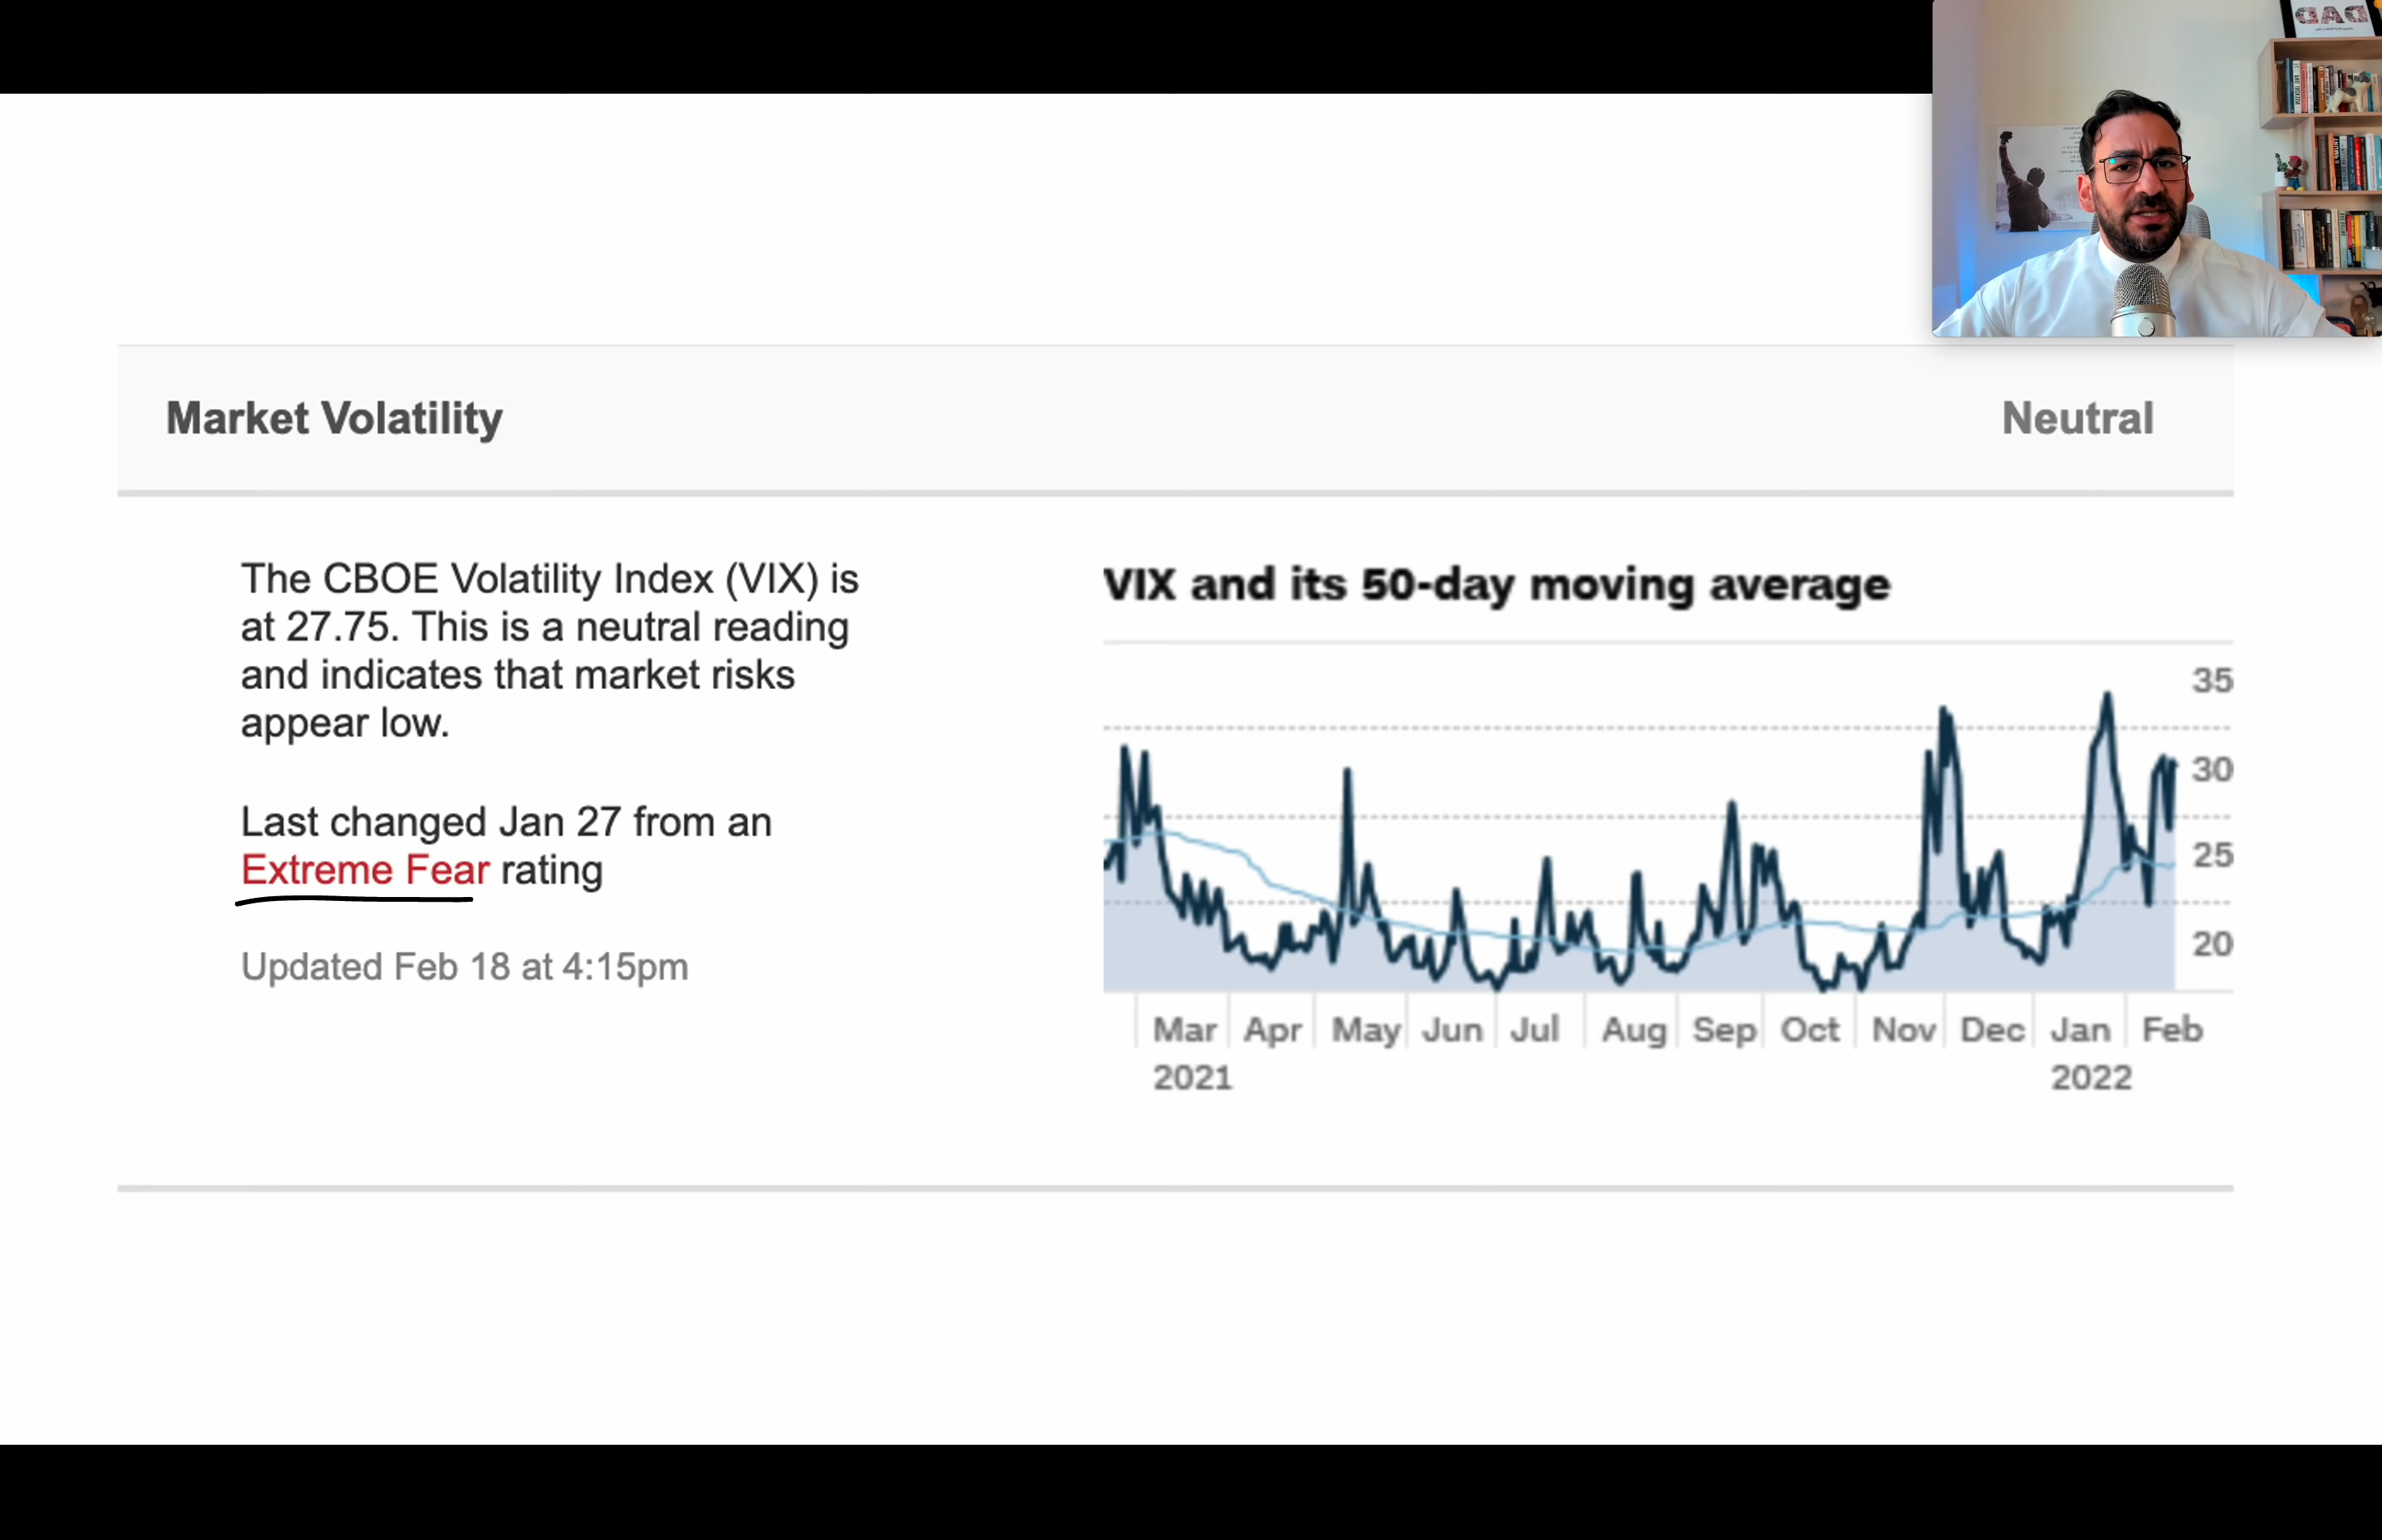 DAD
Market Volatility
Neutral
The CBOE Volatility Index (VIX) is
at 27.75. This is a neutral reading
and indicates that market risks
appear low.
Last changed Jan 27 from an
Extreme Fear rating
Updated Feb 18 at 4:15pm
VIX and its 50-day moving average
35
30
25
20
Mar Apr May Jun Jul Aug Sep Oct Nov Dec Jan Feb
2021 2022